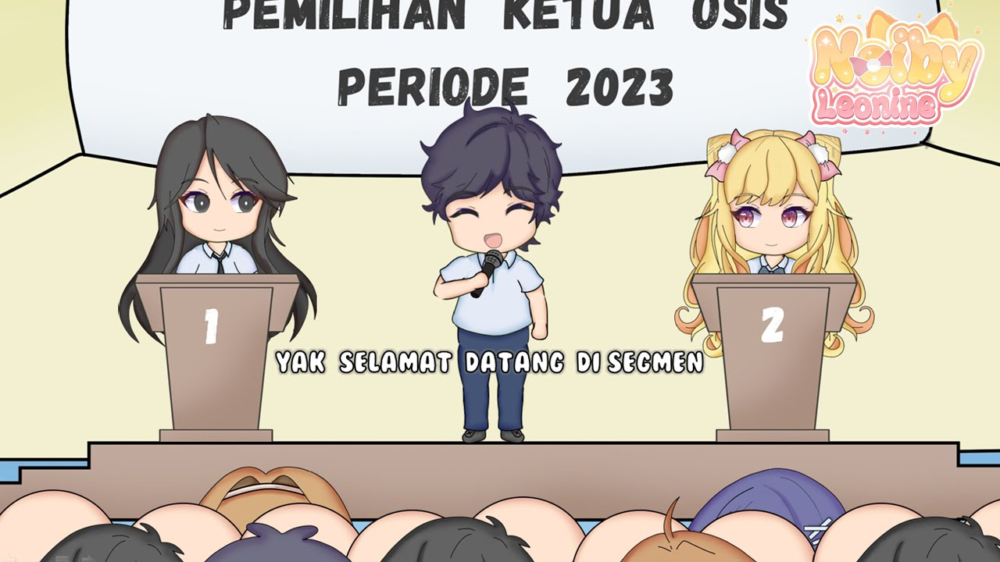 PEMILIHAN KETUA OSIS
PERIODE 2023
Noiby
Leonine
1
2
YAK SELAMAT DATANG DI SEGMEN